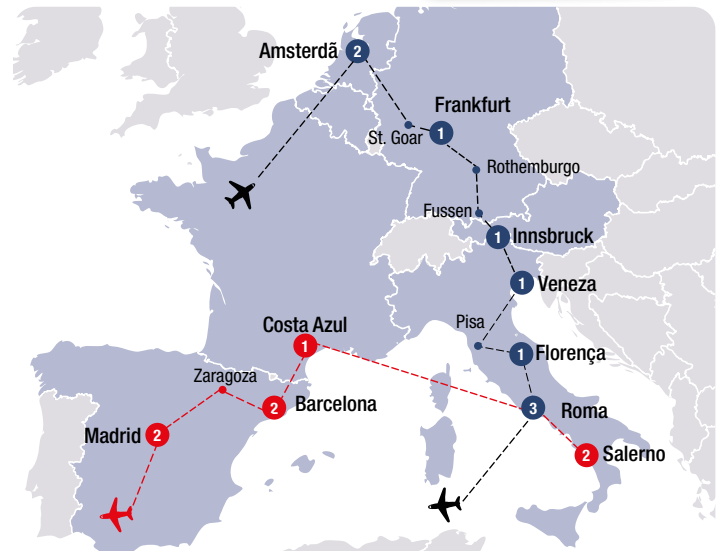 Amsterdã 2
Frankfurt
St. Goar 1
Rothemburgo
Fussen
1 Innsbruck
1 Veneza
Costa Azul
1
Pisa
1 Florença
Zaragoza
2 Barcelona
3 Roma
Madrid 2
2 Salerno